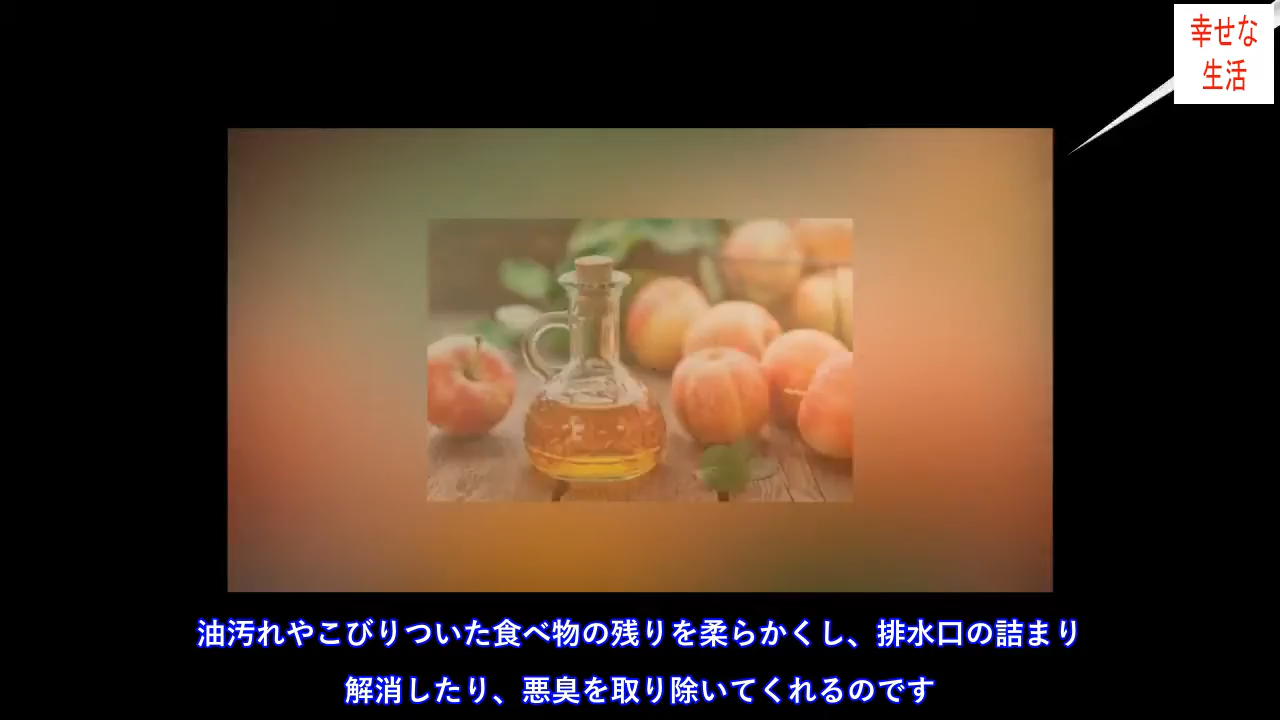 幸せな
生活
油汚れやこびりついた食べ物の残りを柔らかくし、排水口の詰まり
解消したり、悪臭を取り除いてくれるのです